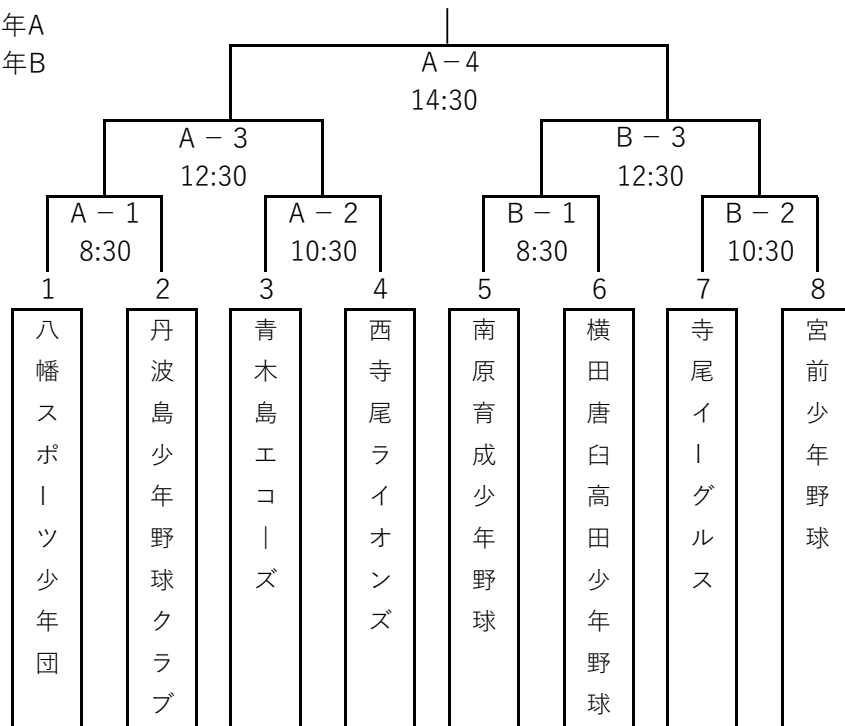 年A
年B
A－4
14:30
A － 3
12:30
B － 3
12:30
A － 1
8:30
A － 2
10:30
B － 1
8:30
B － 2
10:30
1
2
3
4
5
6
7
8
八幡スポーツ少年団
丹波島少年野球クラブ
青木島エコーズ
西寺尾ライオンズ
南原育成少年野球
横田唐臼高田少年野球
寺尾イーグルス
宮前少年野球